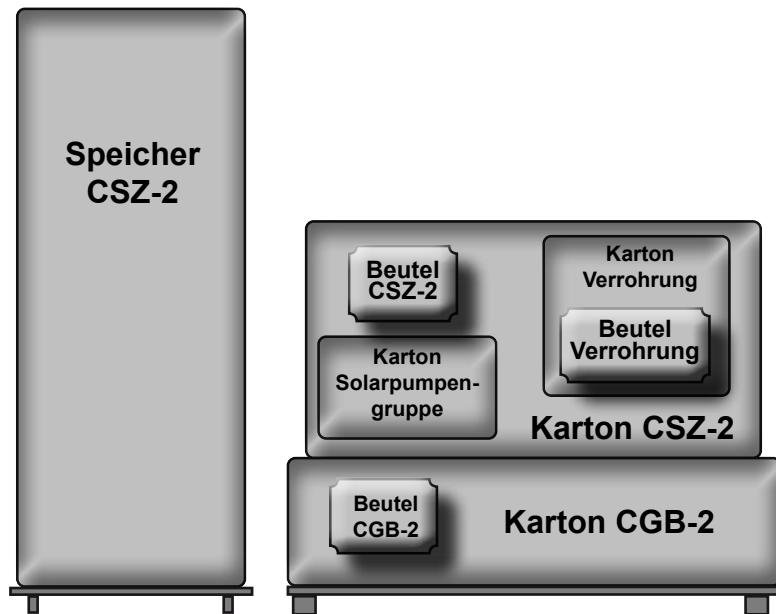 Speicher
CSZ-2
Beutel
CSZ-2
Karton
Verrohrung
Beutel
Verrohrung
Karton
Solarpumpen-
gruppe
Karton CSZ-2
Beutel
CGB-2
Karton CGB-2